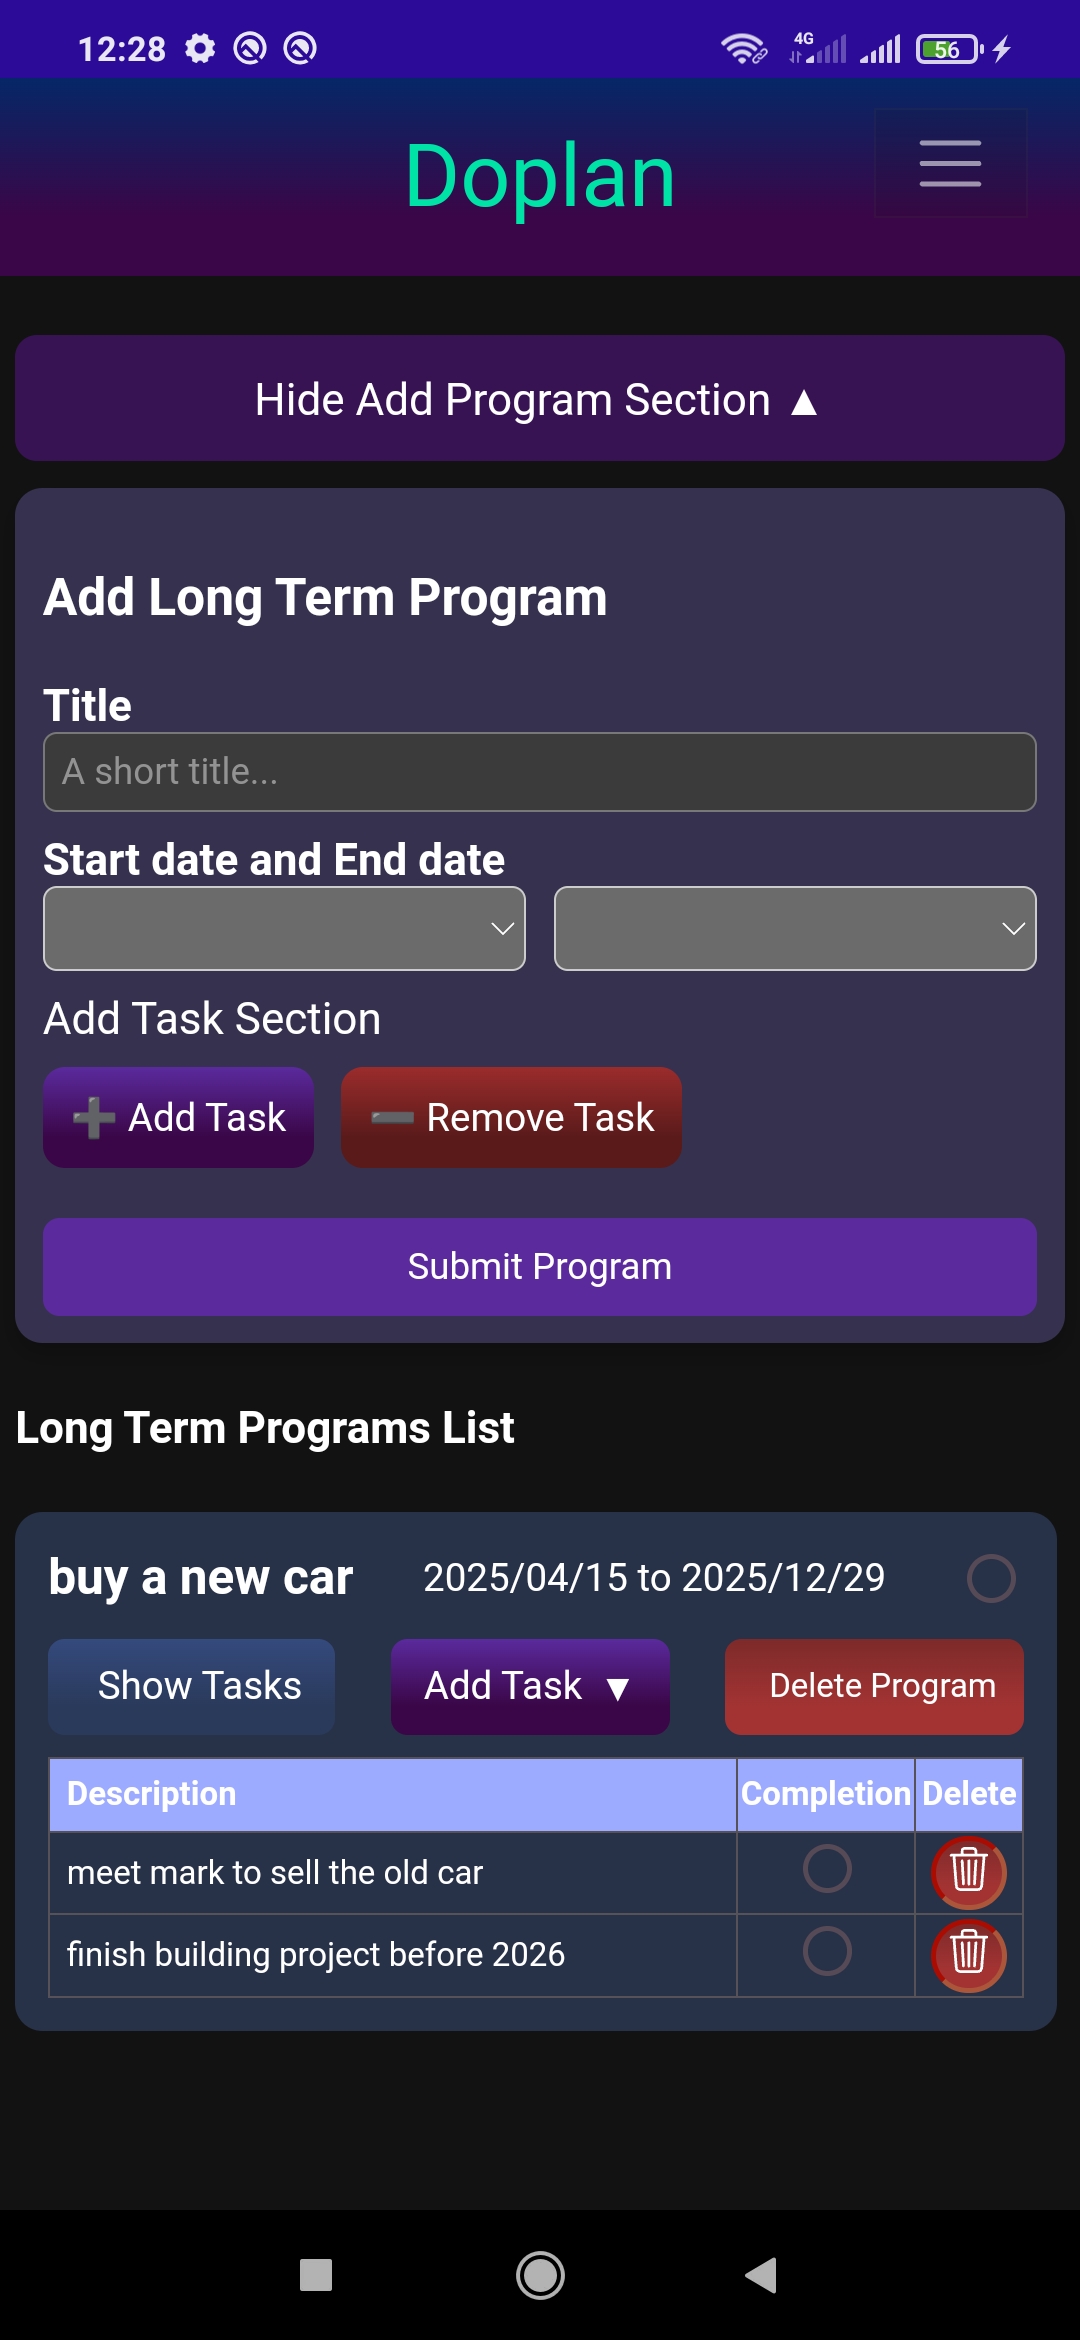 12:28 4G 56
Doplan
Hide Add Program Section ▲
Add Long Term Program
Title
A short title...
Start date and End date
Add Task Section
➕ Add Task ➖ Remove Task
Submit Program
Long Term Programs List
buy a new car 2025/04/15 to 2025/12/29
Show Tasks Add Task ▼ Delete Program
Description Completion Delete
meet mark to sell the old car
finish building project before 2026